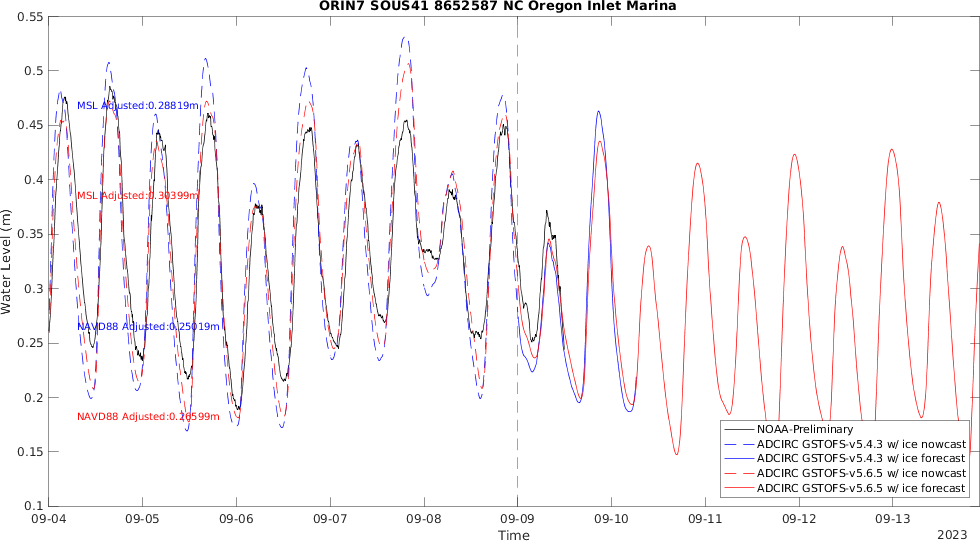 ORIN7 SOUS41 8652587 NC Oregon Inlet Marina
0.55
0.5
0.45
0.4
0.35
0.3
0.25
0.2
0.15
0.1
Water Level (m)
MSL Adjusted:0.28819m
MSL Adjusted:0.30399m
NAVD88 Adjusted:0.25019m
NAVD88 Adjusted:0.26599m
NOAA-Preliminary
ADCIRC GSTOFS-v5.4.3 w/ ice nowcast
ADCIRC GSTOFS-v5.4.3 w/ ice forecast
ADCIRC GSTOFS-v5.6.5 w/ ice nowcast
ADCIRC GSTOFS-v5.6.5 w/ ice forecast
09-04 09-05 09-06 09-07 09-08 09-09 09-10 09-11 09-12 09-13
Time
2023